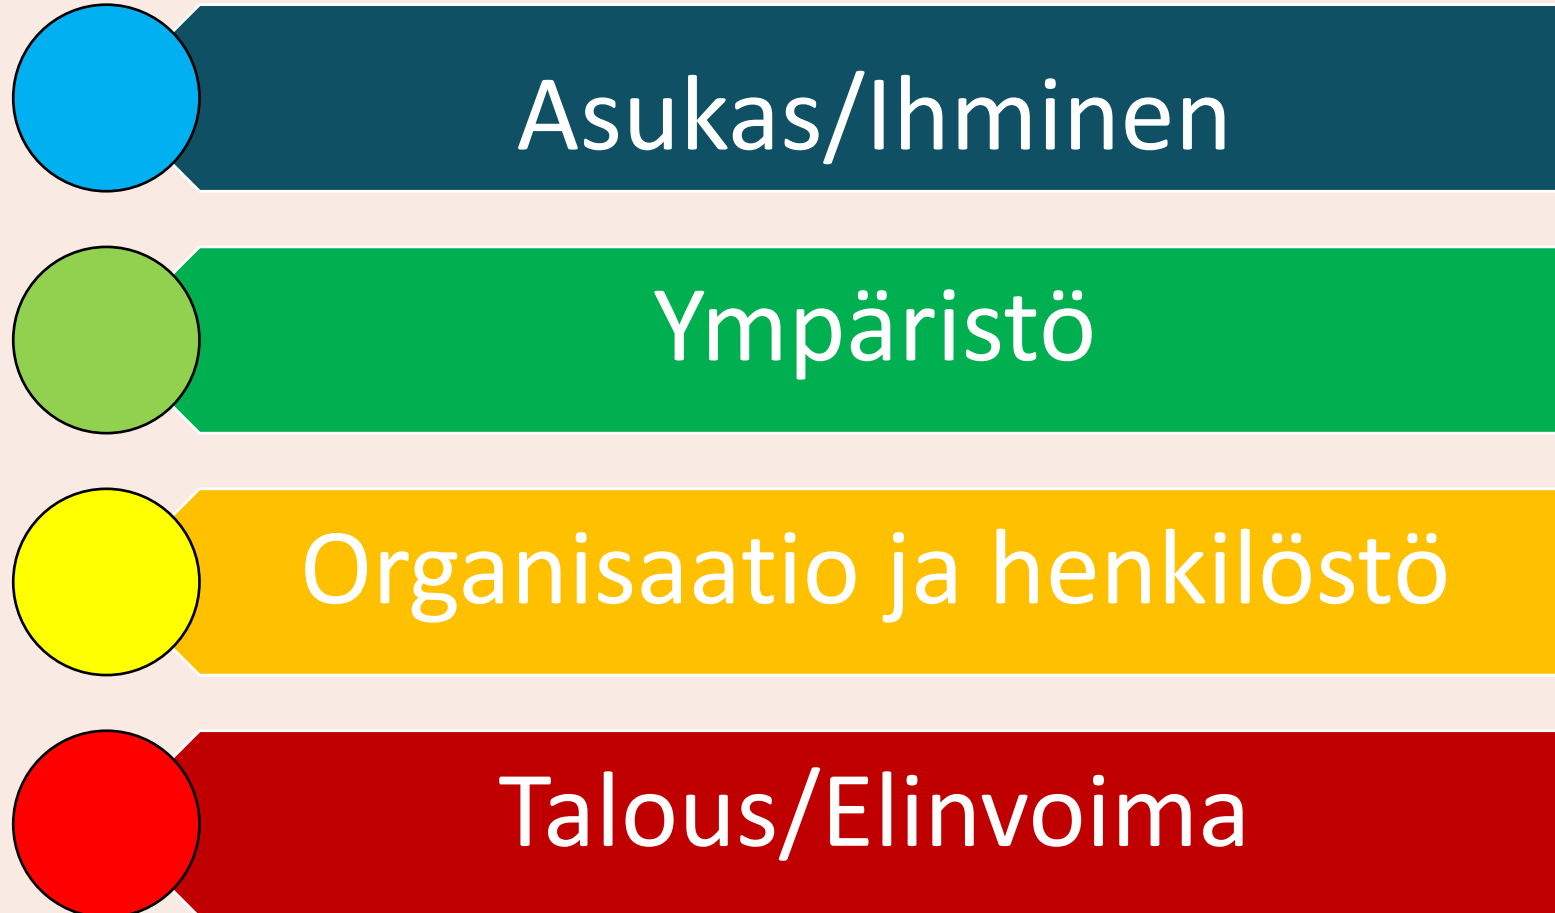 Asukas/Ihminen
Ympäristö
Organisaatio ja henkilöstö
Talous/Elinvoima